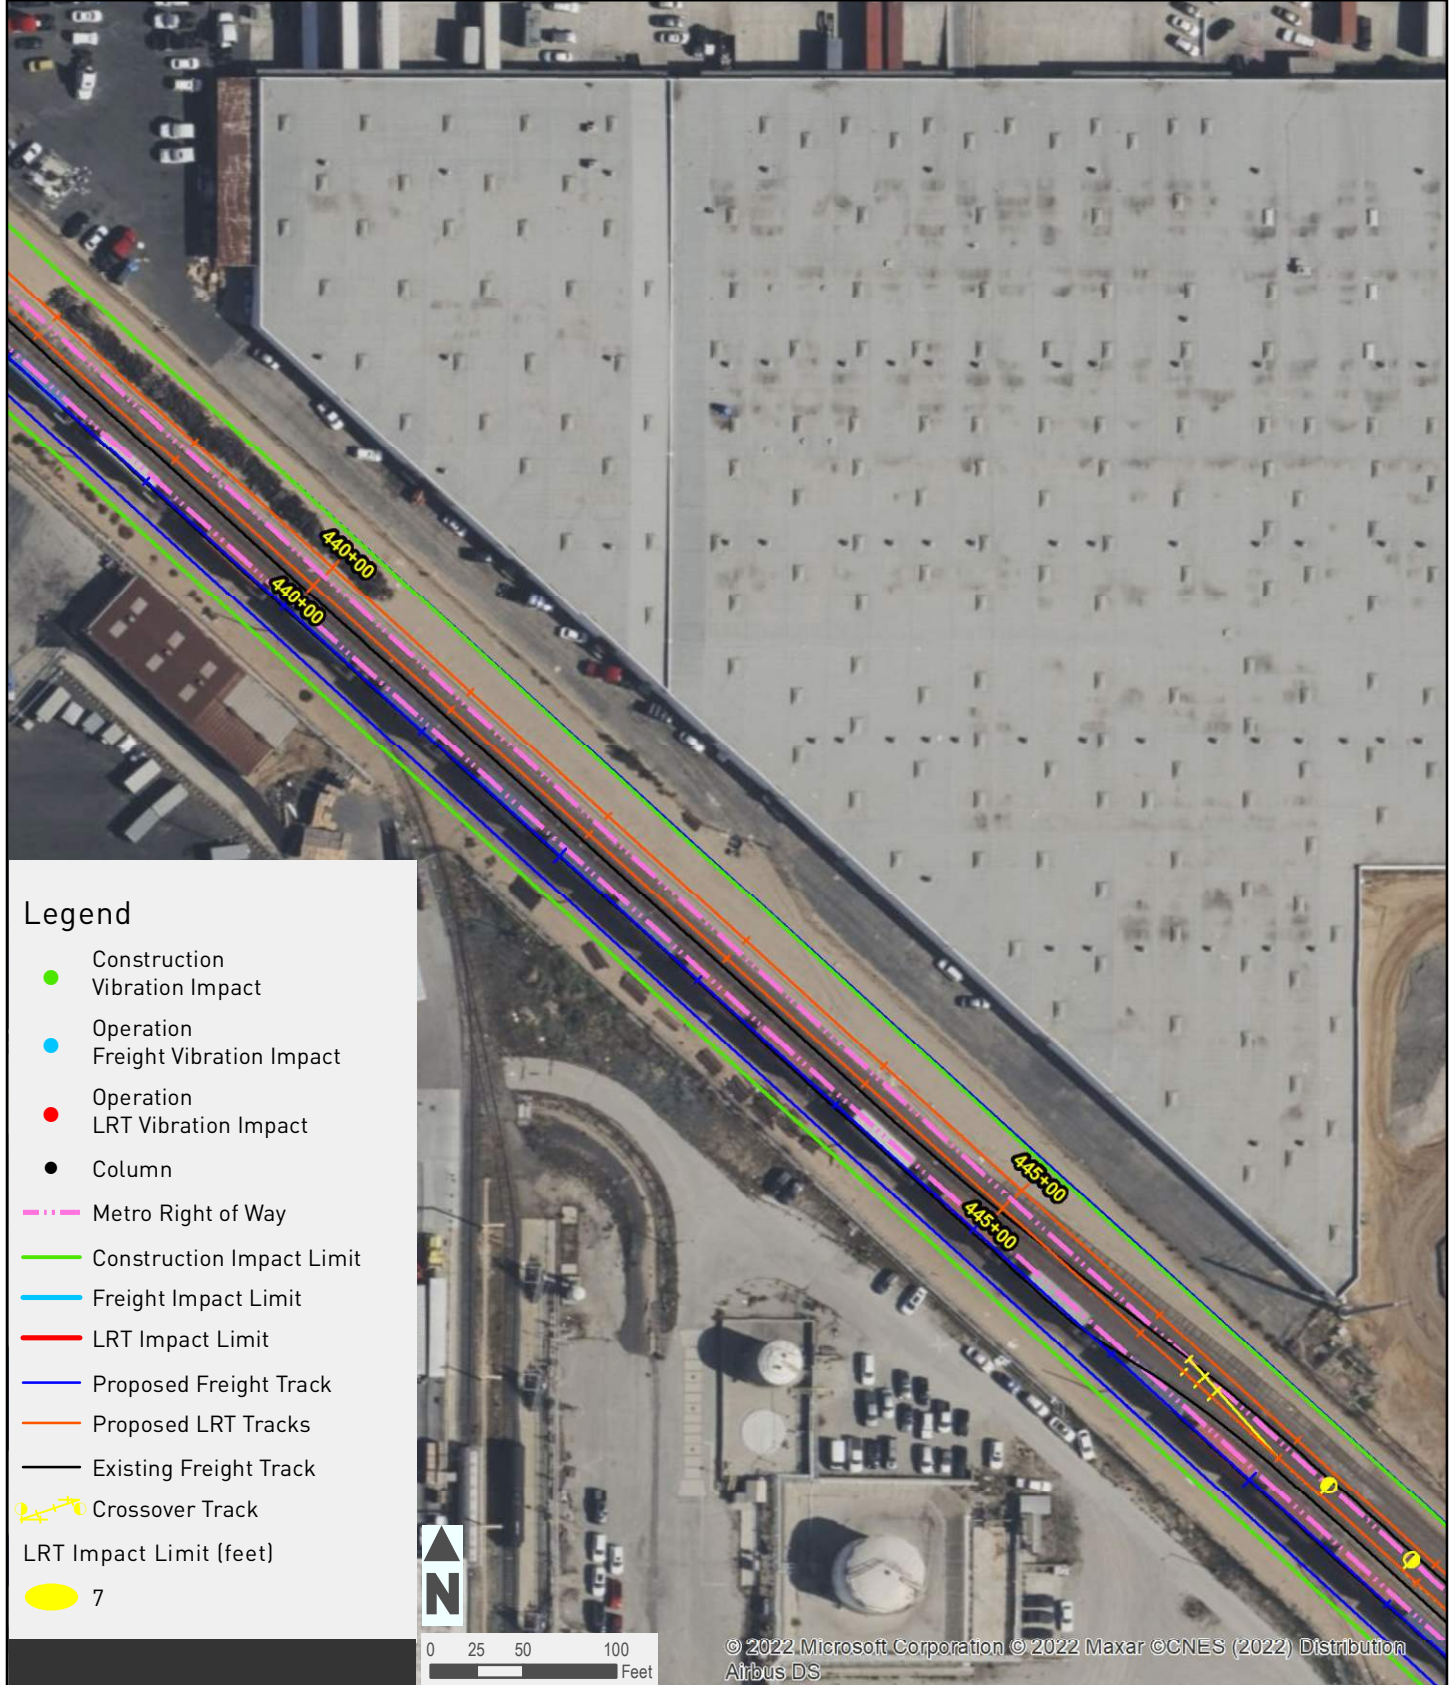 440+00
440+00
445+00
445+00
Legend
Construction
Vibration Impact
Operation
Freight Vibration Impact
Operation
LRT Vibration Impact
Column
Metro Right of Way
Construction Impact Limit
Freight Impact Limit
LRT Impact Limit
Proposed Freight Track
Proposed LRT Tracks
Existing Freight Track
Crossover Track
LRT Impact Limit (feet)
7
N
0 25 50 100
Feet
© 2022 Microsoft Corporation © 2022 Maxar ©CNES (2022) Distribution
Airbus DS